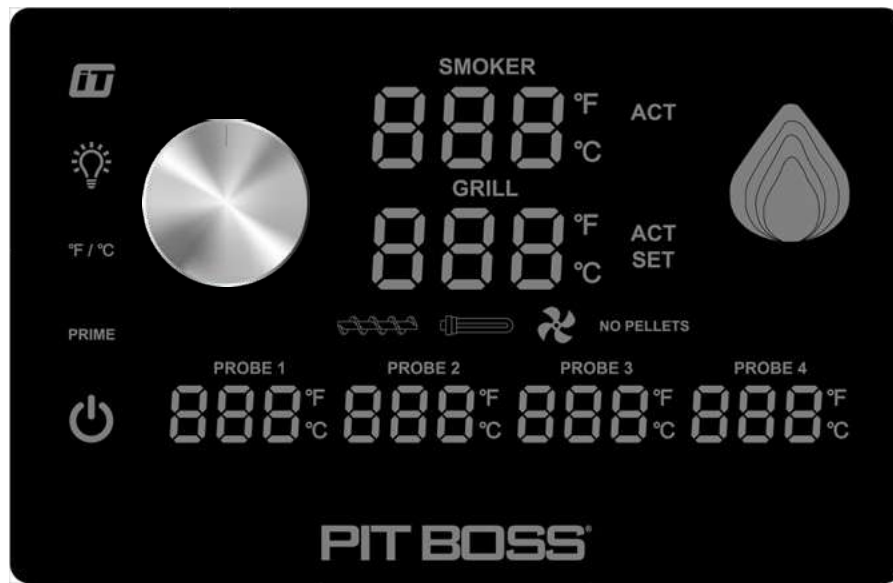 iT
SMOKER
888 °F °C ACT
GRILL
888 °F °C ACT SET
°F / °C
NO PELLETS
PRIME
PROBE 1 PROBE 2 PROBE 3 PROBE 4
888 °F °C 888 °F °C 888 °F °C 888 °F °C
PIT BOSS®